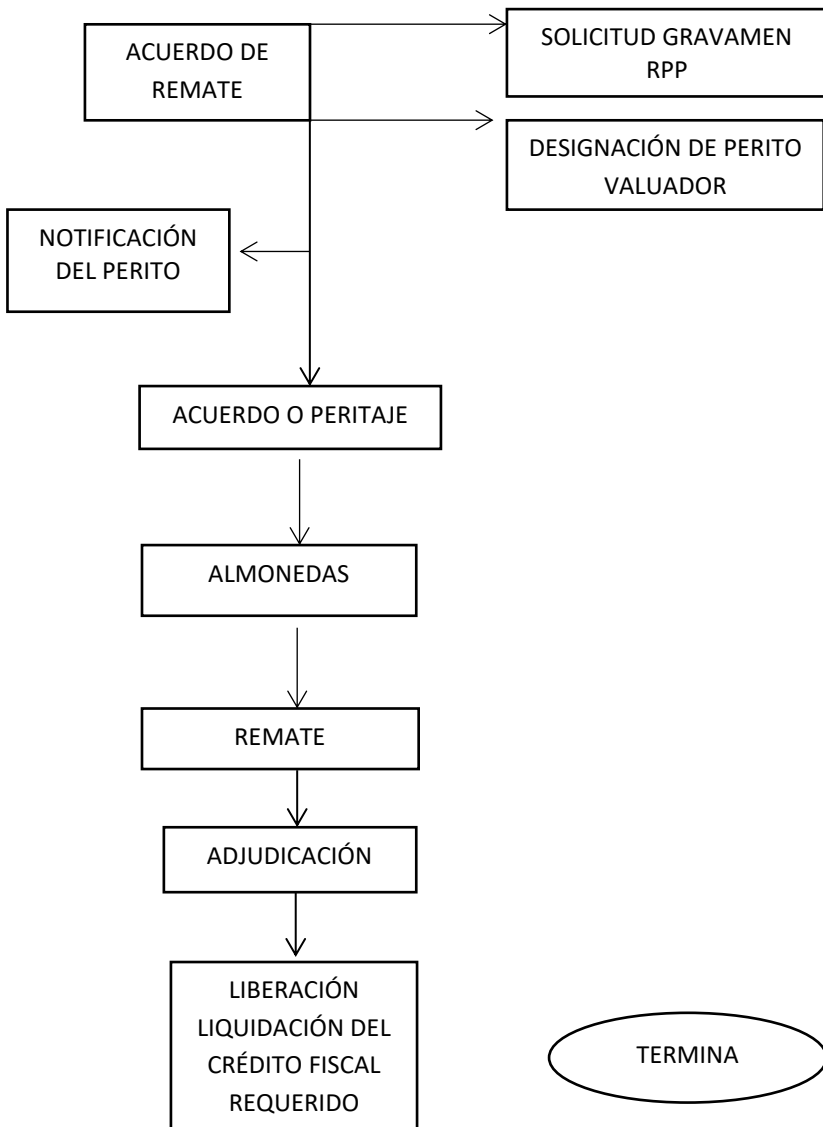 ACUERDO DE
REMATE
SOLICITUD GRAVAMEN
RPP
DESIGNACIÓN DE PERITO
VALUADOR
NOTIFICACIÓN
DEL PERITO
ACUERDO O PERITAJE
ALMONEDAS
REMATE
ADJUDICACIÓN
LIBERACIÓN
LIQUIDACIÓN DEL
CRÉDITO FISCAL
REQUERIDO
TERMINA